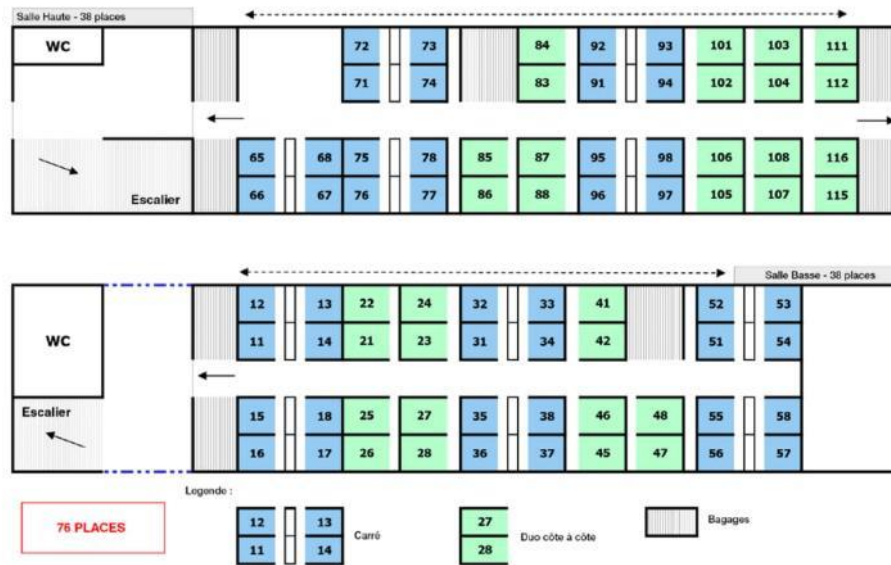 Salle Haute - 38 places
WC
72 73 84 92 93 101 103 111
71 74 83 91 94 102 104 112
65 68 75 78 85 87 95 98 106 108 116
66 67 76 77 86 88 96 97 105 107 115
Escalier
Salle Basse - 38 places
12 13 22 24 32 33 41 52 53
WC
11 14 21 23 31 34 42 51 54
Escalier
15 18 25 27 35 38 46 48 55 58
16 17 26 28 36 37 45 47 56 57
Legende :
76 PLACES
12 13
11 14
Carré
27
28
Duo côte à côte
Bagages